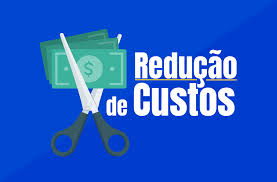 $
Redução
de Custos